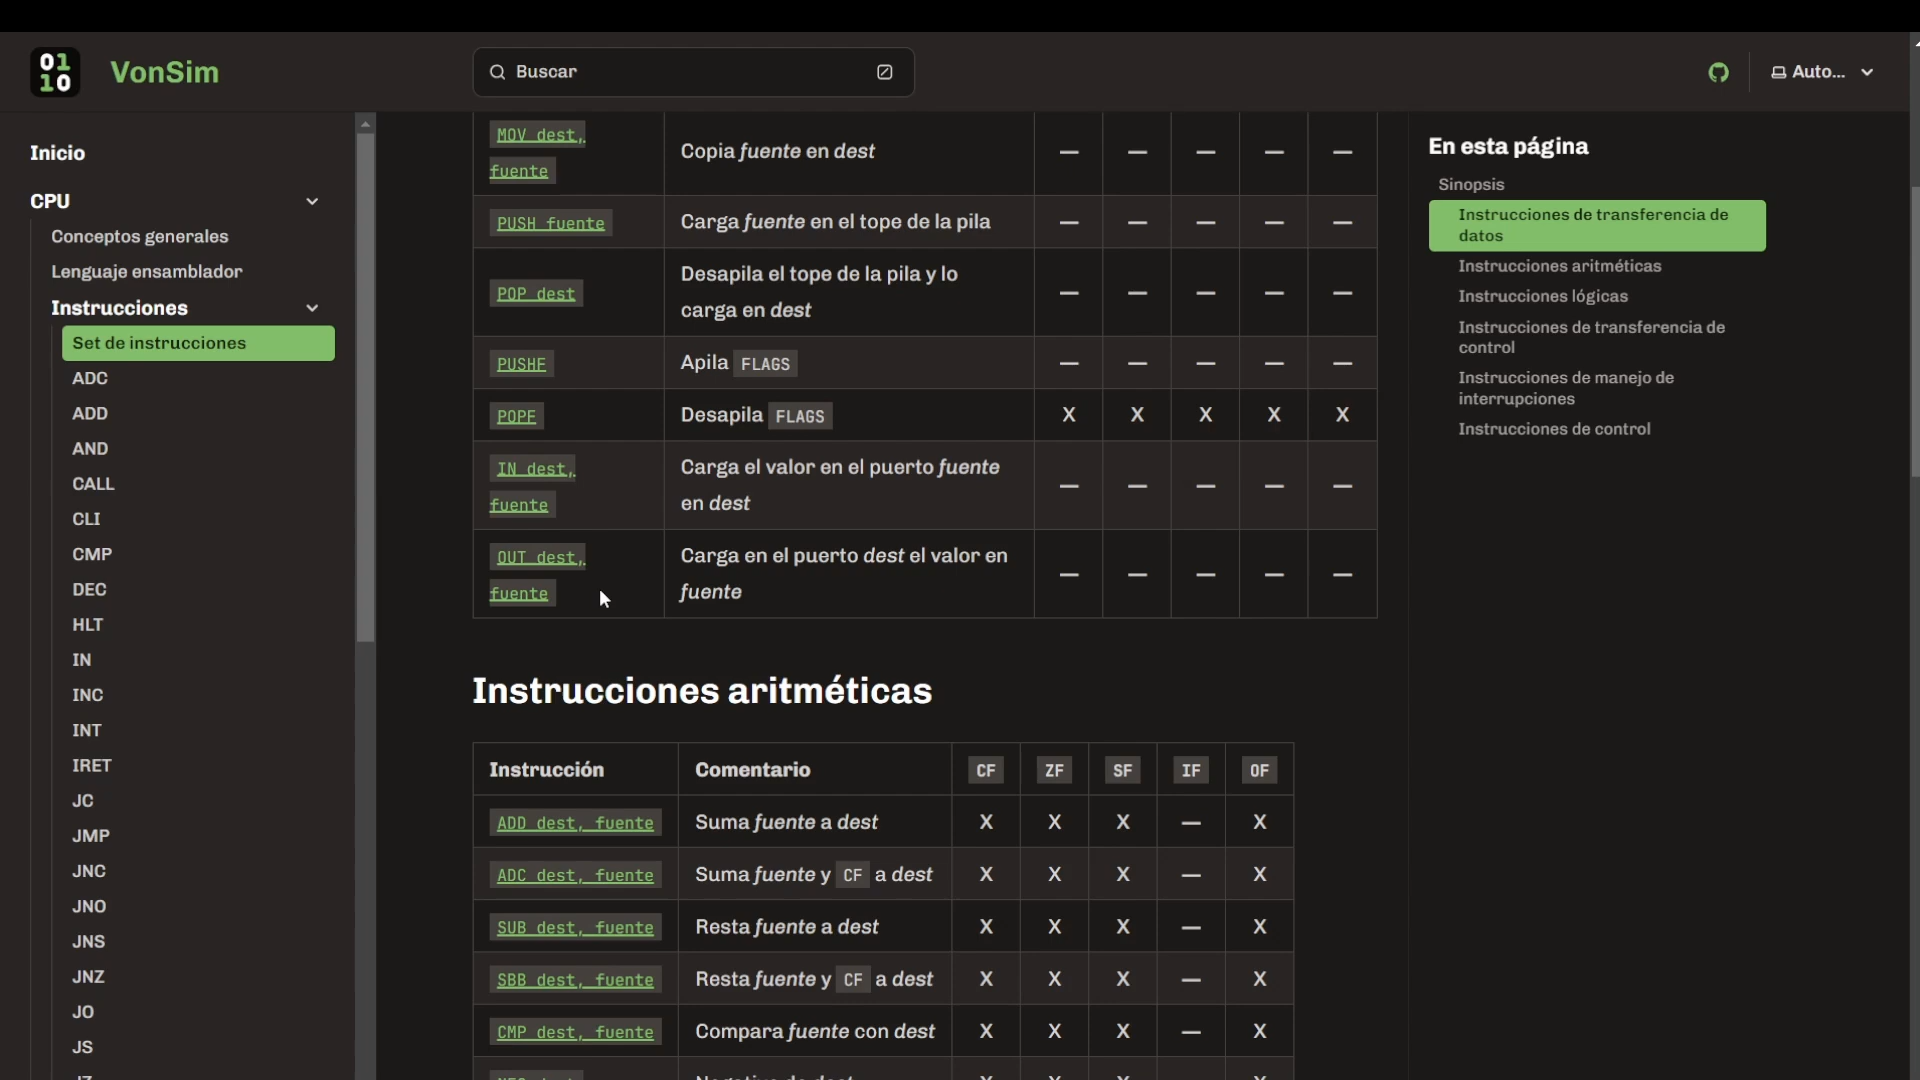 01
10
VonSim
Buscar
Auto...
Inicio
CPU
Conceptos generales
Lenguaje ensamblador
Instrucciones
Set de instrucciones
ADC
ADD
AND
CALL
CLI
CMP
DEC
HLT
IN
INC
INT
IRET
JC
JMP
JNC
JNO
JNS
JNZ
JO
JS
MOV dest,
fuente
Copia fuente en dest
— — — — —
PUSH fuente
Carga fuente en el tope de la pila
— — — — —
POP dest
Desapila el tope de la pila y lo
carga en dest
— — — — —
PUSHF
Apila FLAGS
— — — — —
POPF
Desapila FLAGS
X X X X X
IN dest,
fuente
Carga el valor en el puerto fuente
en dest
— — — — —
OUT dest,
fuente
Carga en el puerto dest el valor en
fuente
— — — — —
Instrucciones aritméticas
Instrucción Comentario CF ZF SF IF OF
ADD dest, fuente Suma fuente a dest X X X — X
ADC dest, fuente Suma fuente y CF a dest X X X — X
SUB dest, fuente Resta fuente a dest X X X — X
SBB dest, fuente Resta fuente y CF a dest X X X — X
CMP dest, fuente Compara fuente con dest X X X — X
En esta página
Sinopsis
Instrucciones de transferencia de
datos
Instrucciones aritméticas
Instrucciones lógicas
Instrucciones de transferencia de
control
Instrucciones de manejo de
interrupciones
Instrucciones de control